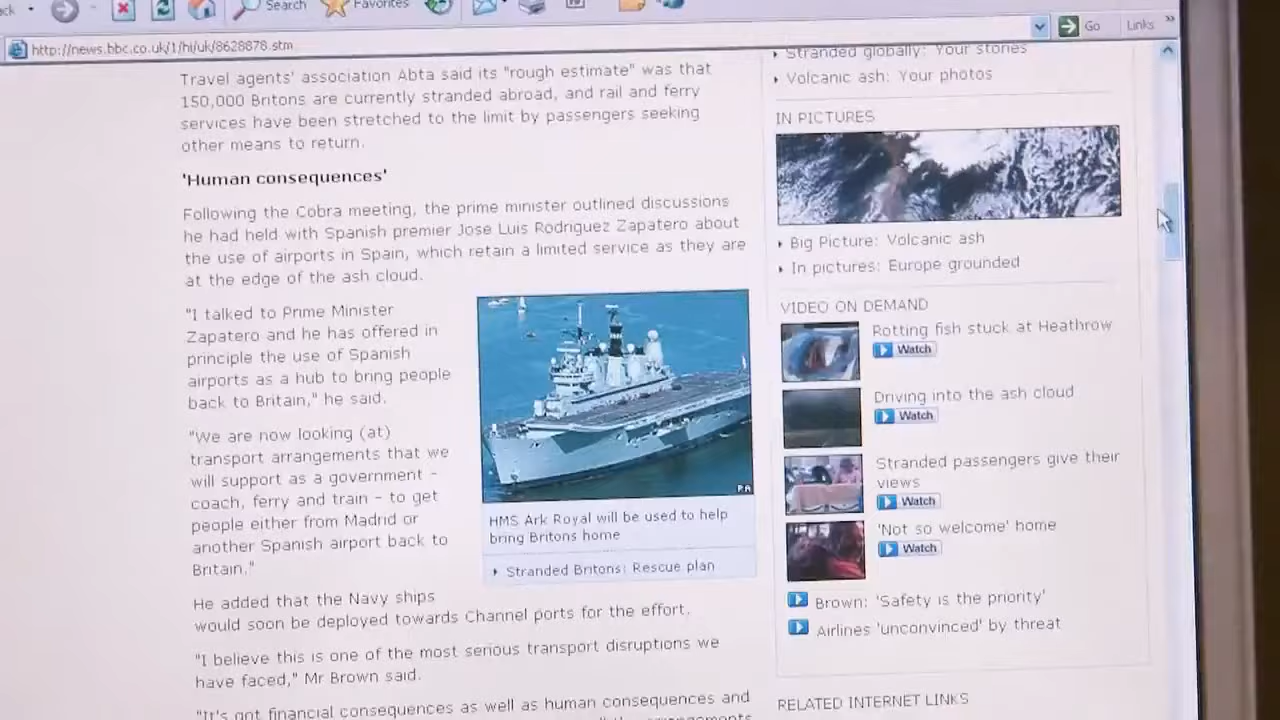 Search
Favorites
http://news.bbc.co.uk/1/hi/uk/8628878.stm
Go
Links
Travel agents' association Abta said its "rough estimate" was that
150,000 Britons are currently stranded abroad, and rail and ferry
services have been stretched to the limit by passengers seeking
other means to return.
'Human consequences'
Following the Cobra meeting, the prime minister outlined discussions
he had held with Spanish premier Jose Luis Rodriguez Zapatero about
the use of airports in Spain, which retain a limited service as they are
at the edge of the ash cloud.
"I talked to Prime Minister
Zapatero and he has offered in
principle the use of Spanish
airports as a hub to bring people
back to Britain," he said.
"We are now looking (at)
transport arrangements that we
will support as a government -
coach, ferry and train - to get
people either from Madrid or
another Spanish airport back to
Britain."
PA
HMS Ark Royal will be used to help
bring Britons home
Stranded Britons: Rescue plan
He added that the Navy ships
would soon be deployed towards Channel ports for the effort.
"I believe this is one of the most serious transport disruptions we
have faced," Mr Brown said.
"It's got financial consequences as well as human consequences and
Stranded globally: Your stories
Volcanic ash: Your photos
IN PICTURES
Big Picture: Volcanic ash
In pictures: Europe grounded
VIDEO ON DEMAND
Rotting fish stuck at Heathrow
Watch
Driving into the ash cloud
Watch
Stranded passengers give their
views
Watch
'Not so welcome' home
Watch
Brown: 'Safety is the priority'
Airlines 'unconvinced' by threat
RELATED INTERNET LINKS